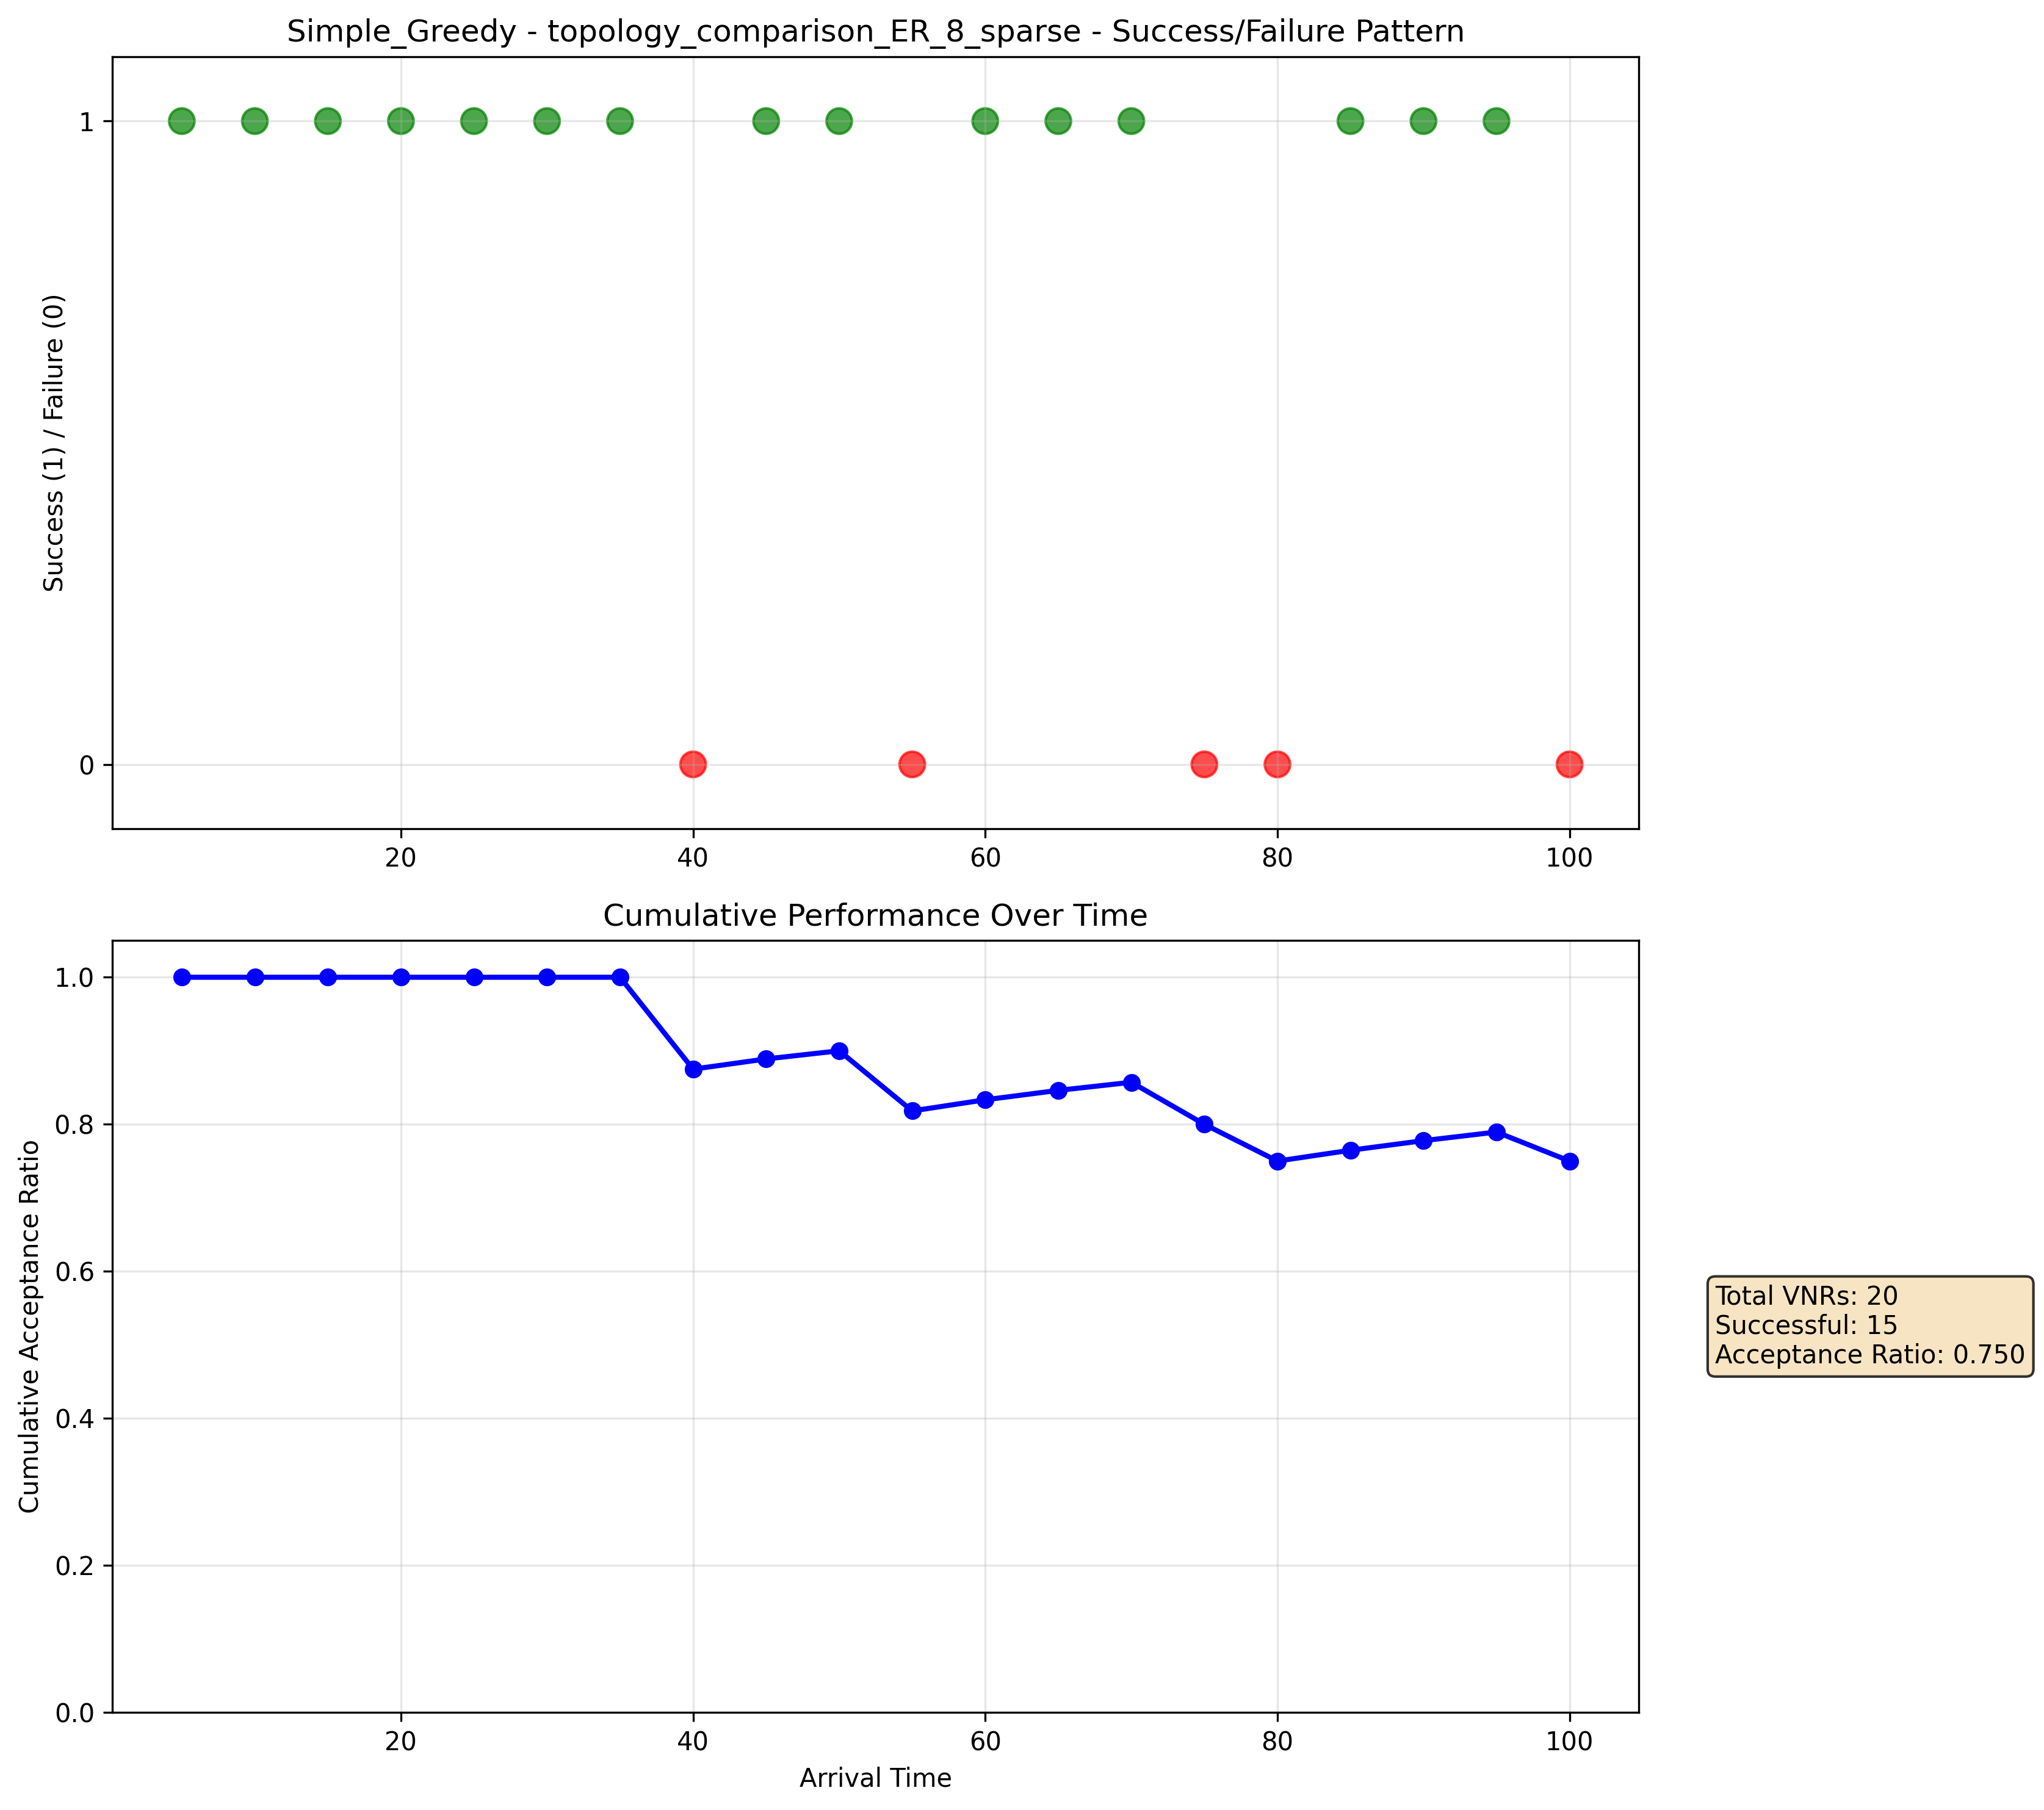 Simple_Greedy - topology_comparison_ER_8_sparse - Success/Failure Pattern
Success (1) / Failure (0)
1
0
20 40 60 80 100
Cumulative Performance Over Time
Cumulative Acceptance Ratio
1.0
0.8
0.6
0.4
0.2
0.0
20 40 60 80 100
Arrival Time
Total VNRs: 20
Successful: 15
Acceptance Ratio: 0.750